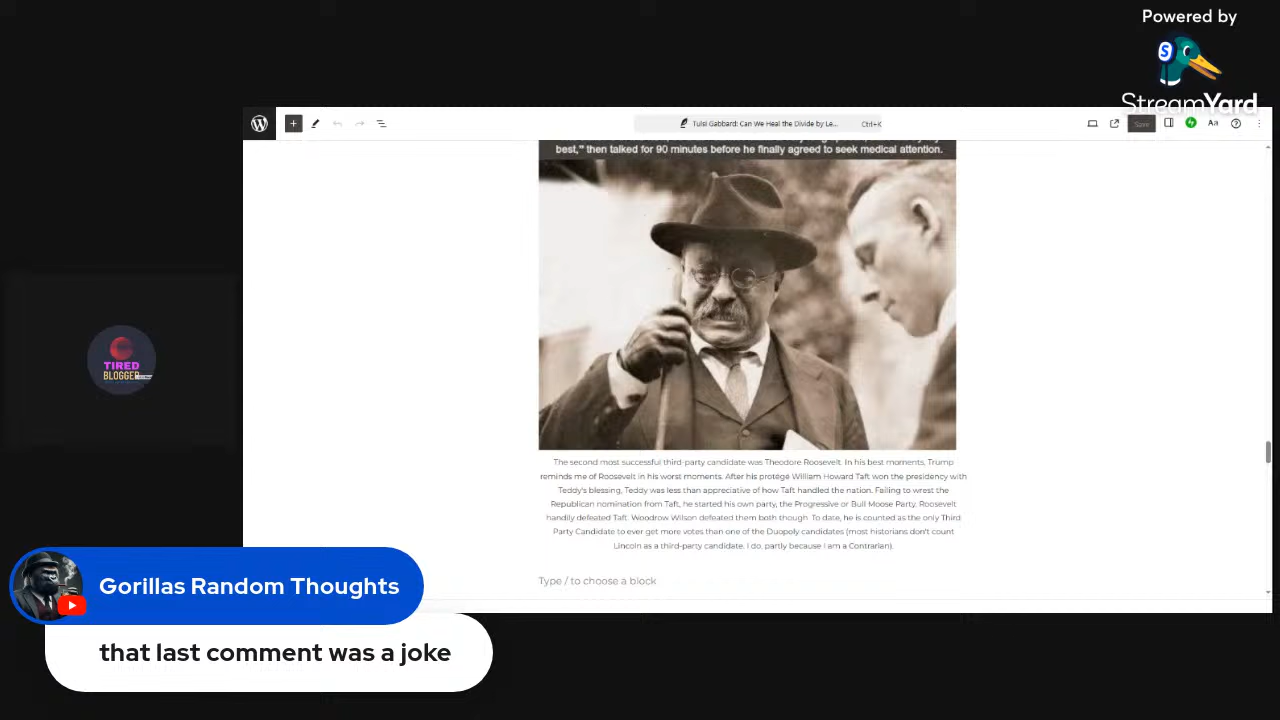 Powered by
StreamYard
Tulsi Gabbard: Can We Heal the Divide by Le...
Ctrl+K
Save
Aa
best,” then talked for 90 minutes before he finally agreed to seek medical attention.
The second most successful third-party candidate was Theodore Roosevelt. In his best moments, Trump
reminds me of Roosevelt in his worst moments. After his protégé William Howard Taft won the presidency with
Teddy's blessing, Teddy was less than appreciative of how Taft handled the nation. Failing to wrest the
Republican nomination from Taft, he started his own party, the Progressive or Bull Moose Party. Roosevelt
handily defeated Taft. Woodrow Wilson defeated them both though. To date, he is counted as the only Third
Party Candidate to ever get more votes than one of the Duopoly candidates (most historians don't count
Lincoln as a third-party candidate. I do, partly because I am a Contrarian).
Type / to choose a block
TIRED
BLOGGER
Gorillas Random Thoughts
that last comment was a joke